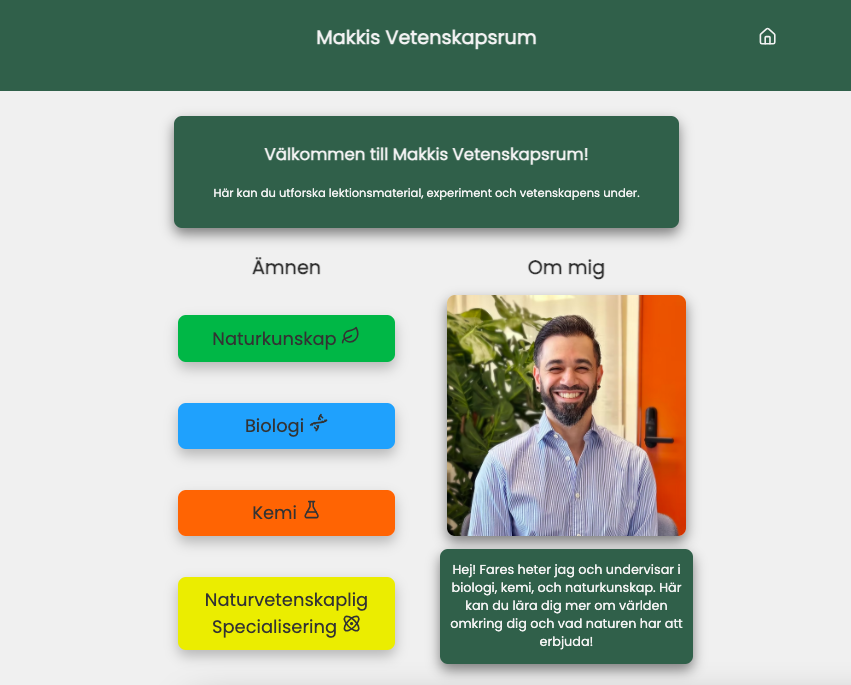 Makkis Vetenskapsrum
Välkommen till Makkis Vetenskapsrum!
Här kan du utforska lektionsmaterial, experiment och vetenskapens under.
Ämnen
Naturkunskap
Biologi
Kemi
Naturvetenskaplig
Specialisering
Om mig
Hej! Fares heter jag och undervisar i
biologi, kemi, och naturkunskap. Här
kan du lära dig mer om världen
omkring dig och vad naturen har att
erbjuda!